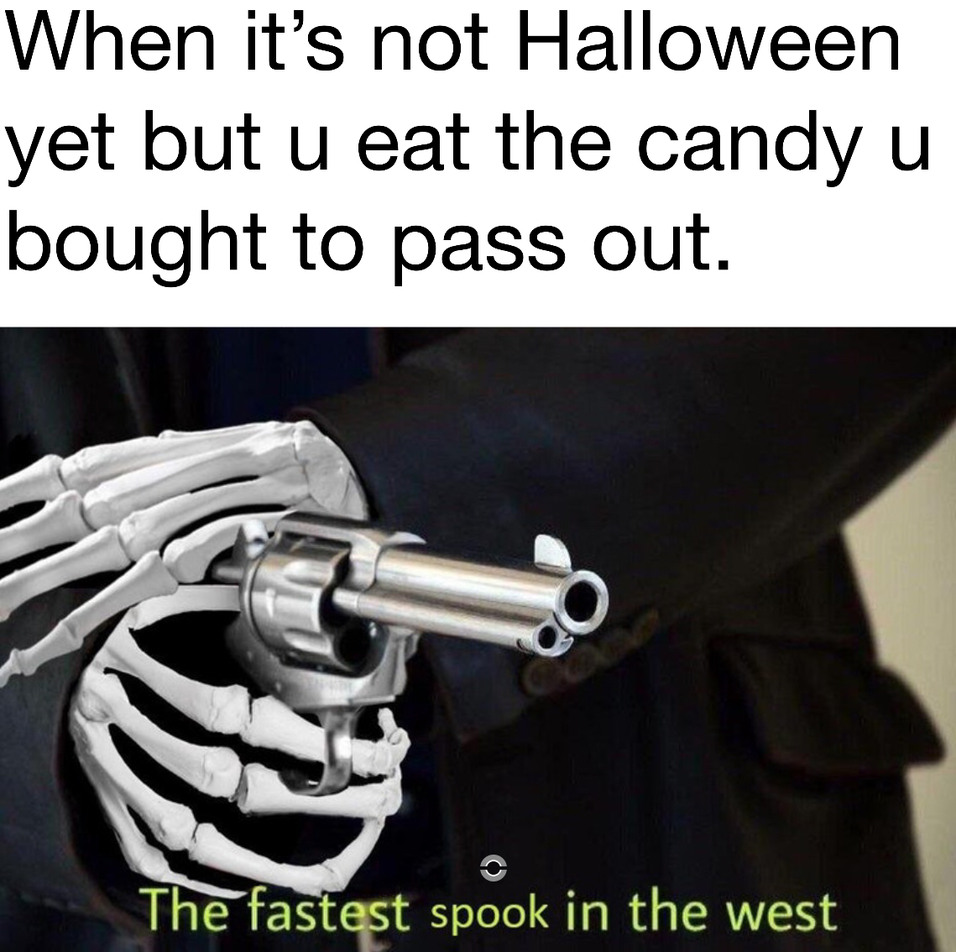 When it’s not Halloween
yet but u eat the candy u
bought to pass out.
The fastest spook in the west